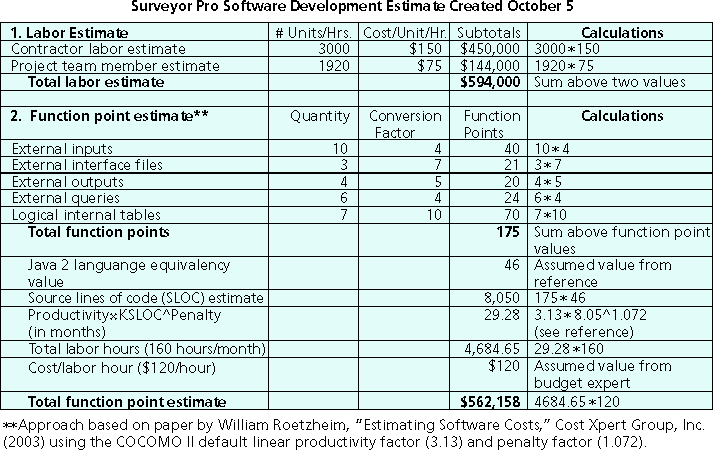 Surveyor Pro Software Development Estimate Created October 5
1. Labor Estimate # Units/Hrs. Cost/Unit/Hr. Subtotals Calculations
Contractor labor estimate 3000 $150 $450,000 3000*150
Project team member estimate 1920 $75 $144,000 1920*75
Total labor estimate $594,000 Sum above two values
2. Function point estimate** Quantity Conversion Function Calculations
Factor Points
External inputs 10 4 40 10*4
External interface files 3 7 21 3*7
External outputs 4 5 20 4*5
External queries 6 4 24 6*4
Logical internal tables 7 10 70 7*10
Total function points 175 Sum above function point
values
Java 2 languange equivalency 46 Assumed value from
value reference
Source lines of code (SLOC) estimate 8,050 175*46
Productivity×KSLOC^Penalty 29.28 3.13*8.05^1.072
(in months) (see reference)
Total labor hours (160 hours/month) 4,684.65 29.28*160
Cost/labor hour ($120/hour) $120 Assumed value from
budget expert
Total function point estimate $562,158 4684.65*120
**Approach based on paper by William Roetzheim, "Estimating Software Costs," Cost Xpert Group, Inc.
(2003) using the COCOMO II default linear productivity factor (3.13) and penalty factor (1.072).